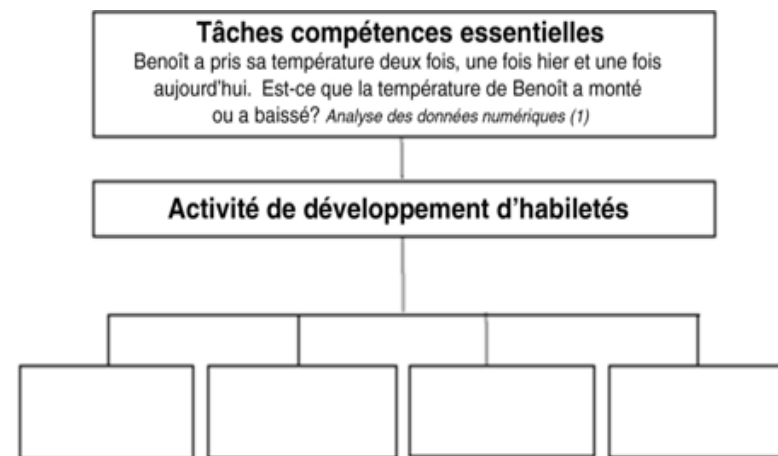 Tâches compétences essentielles
Benoît a pris sa température deux fois, une fois hier et une fois
aujourd'hui.  Est-ce que la température de Benoît a monté
ou a baissé? Analyse des données numériques (1)
Activité de développement d'habiletés